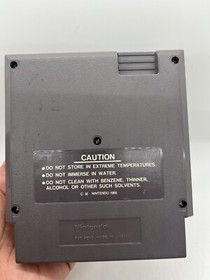 CAUTION
• DO NOT STORE IN EXTREME TEMPERATURES.
• DO NOT IMMERSE IN WATER.
• DO NOT CLEAN WITH BENZENE, THINNER,
ALCOHOL OR OTHER SUCH SOLVENTS.
NINTENDO 1985